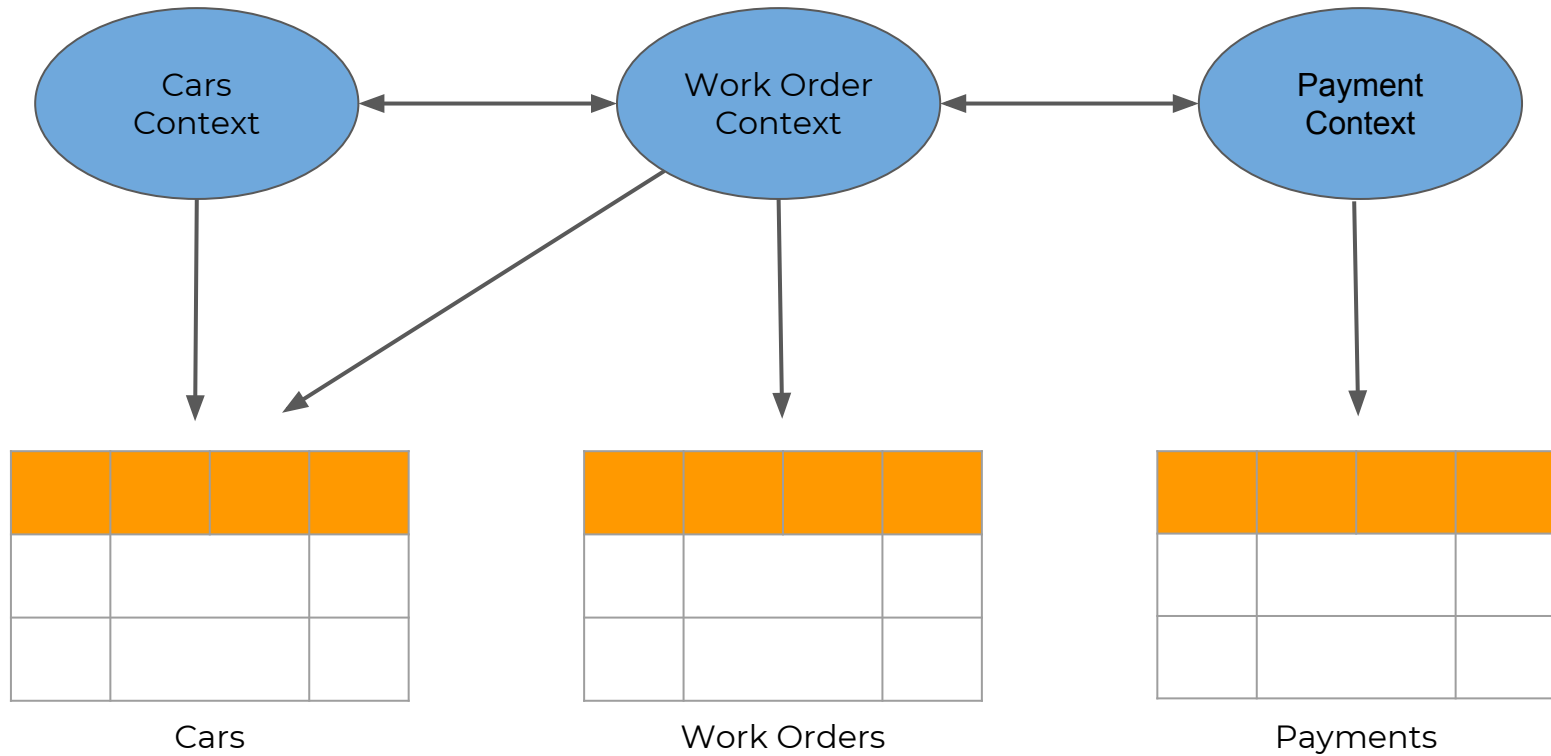 Cars
Context
Work Order
Context
Payment
Context
Cars
Work Orders
Payments